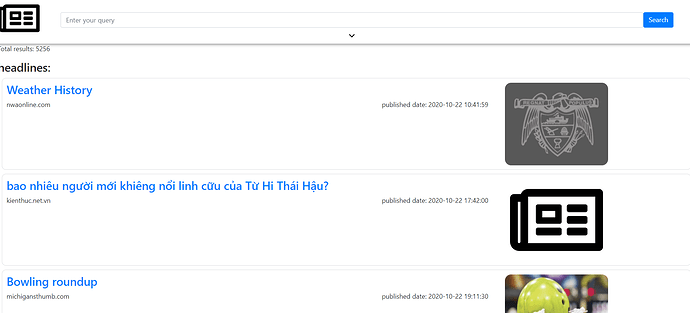 Enter your query
Search
Total results: 5256
headlines:
Weather History
nwaonline.com
published date: 2020-10-22 10:41:59
bao nhiêu người mới khiêng nổi linh cữu của Từ Hi Thái Hậu?
kienthuc.net.vn
published date: 2020-10-22 17:42:00
Bowling roundup
michigansthumb.com
published date: 2020-10-22 19:11:30